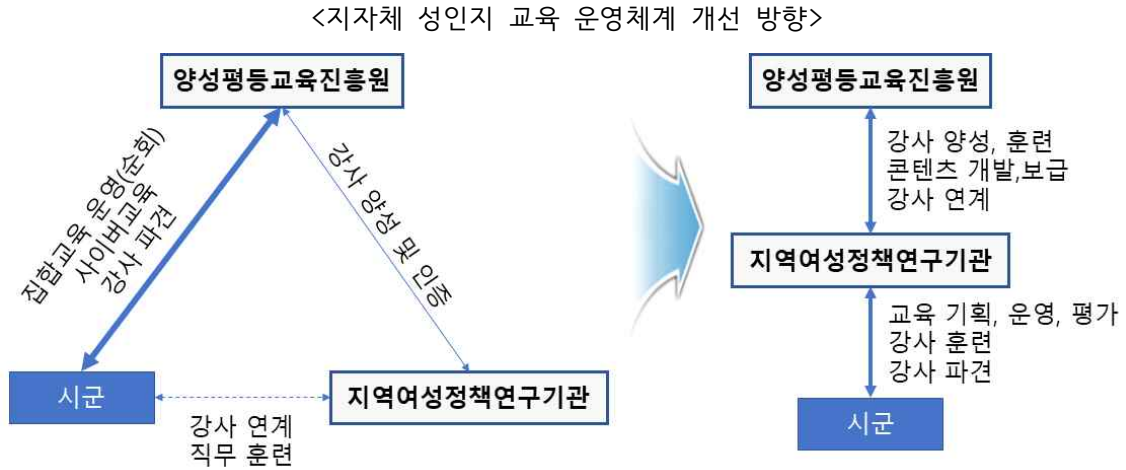 <지자체 성인지 교육 운영체계 개선 방향>
양성평등교육진흥원
집합교육 운영(순회)
사이버교육
강사 파견
강사 양성 및 인증
시군
강사 연계
직무 훈련
지역여성정책연구기관
양성평등교육진흥원
강사 양성, 훈련
콘텐츠 개발,보급
강사 연계
지역여성정책연구기관
교육 기획, 운영, 평가
강사 훈련
강사 파견
시군